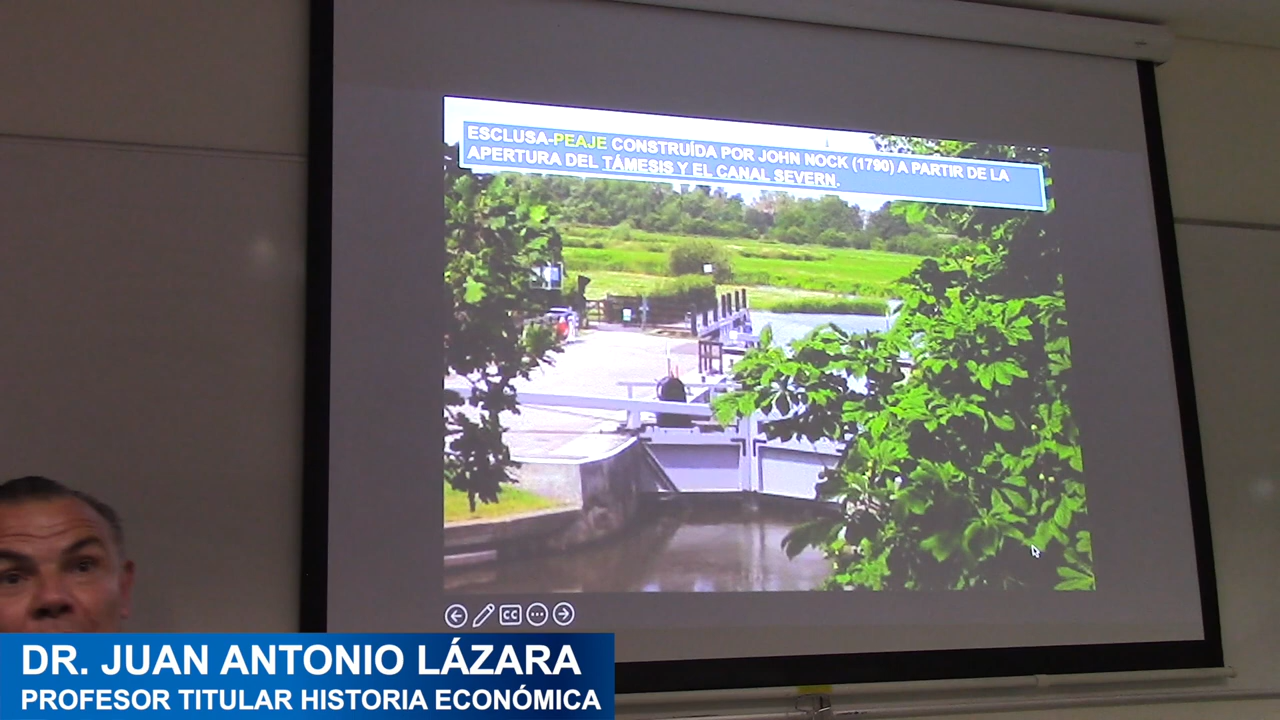 ESCLUSA-PEAJE CONSTRUÍDA POR JOHN NOCK (1790) A PARTIR DE LA
APERTURA DEL TÁMESIS Y EL CANAL SEVERN.
CC
DR. JUAN ANTONIO LÁZARA
PROFESOR TITULAR HISTORIA ECONÓMICA